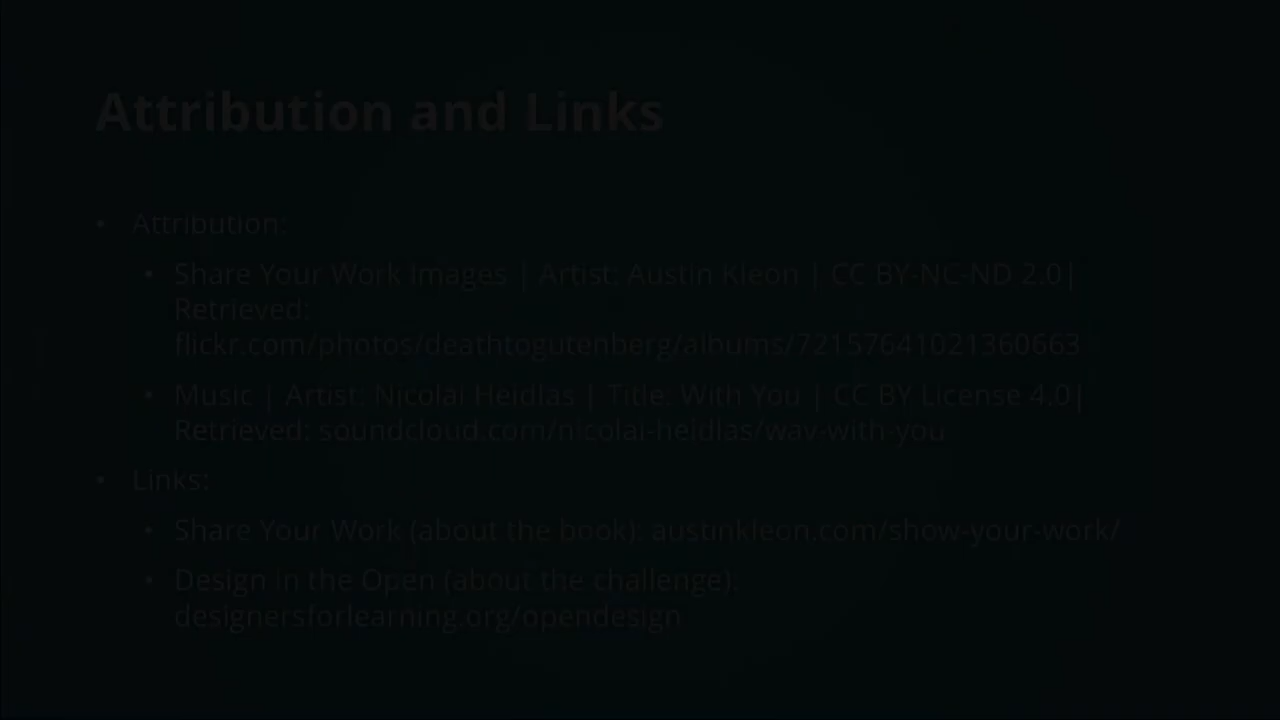 Attribution and Links
• Attribution:
• Share Your Work Images | Artist: Austin Kleon | CC BY-NC-ND 2.0|
Retrieved:
flickr.com/photos/deathtogutenberg/albums/72157641021360663
• Music | Artist: Nicolai Heidlas | Title: With You | CC BY License 4.0|
Retrieved: soundcloud.com/nicolai-heidlas/wav-with-you
• Links:
• Share Your Work (about the book): austinkleon.com/show-your-work/
• Design in the Open (about the challenge):
designersforlearning.org/opendesign